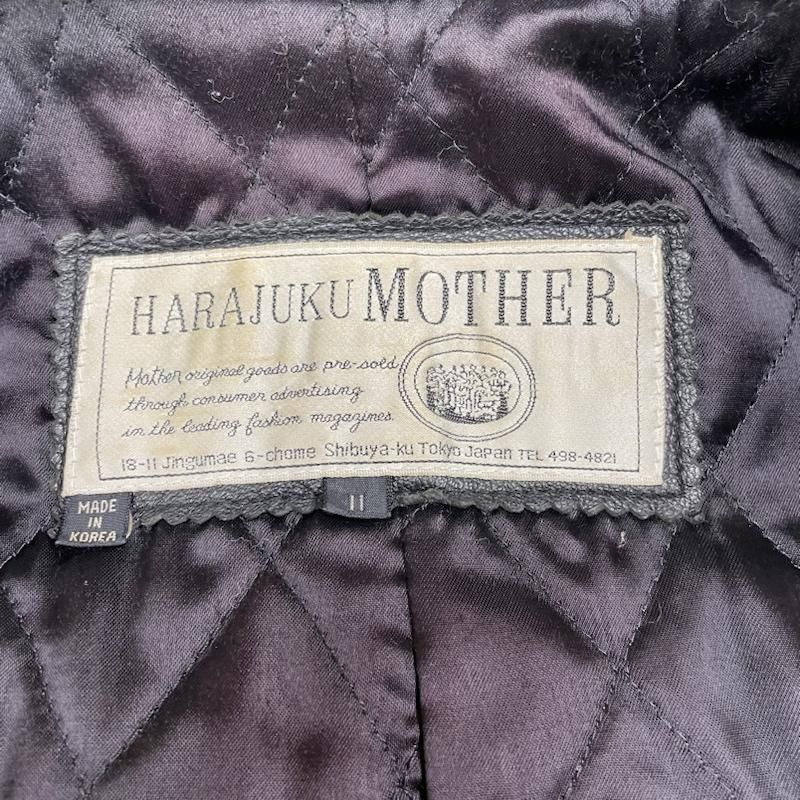 HARAJUKU MOTHER
Mother original goods are pre-sold
through consumer advertising
in the leading fashion magazines.
18-11 Jingumae 6-chome Shibuya-ku Tokyo Japan TEL 498-4821
MADE
IN
KOREA
11